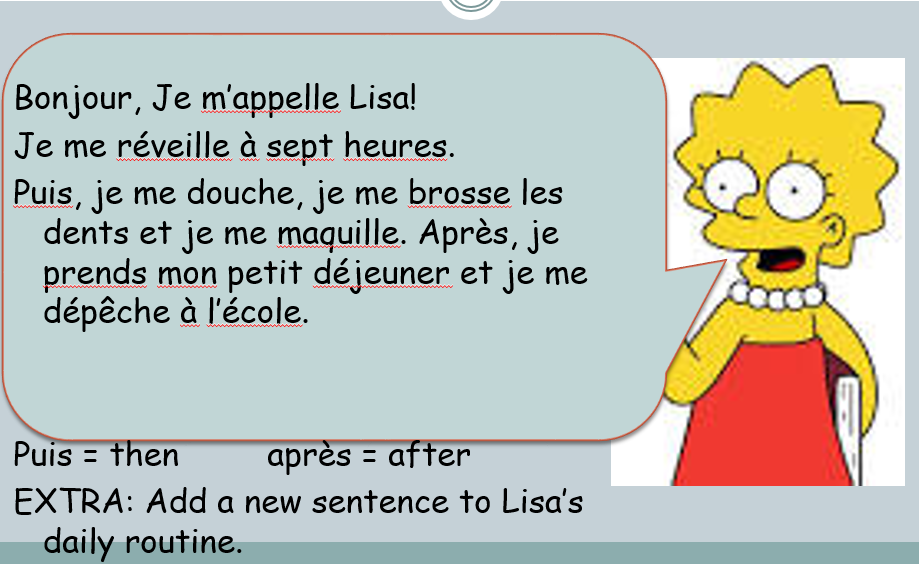 Bonjour, Je m'appelle Lisa!
Je me réveille à sept heures.
Puis, je me douche, je me brosse les
dents et je me maquille. Après, je
prends mon petit déjeuner et je me
dépêche à l'école.
Puis = then après = after
EXTRA: Add a new sentence to Lisa's
daily routine.